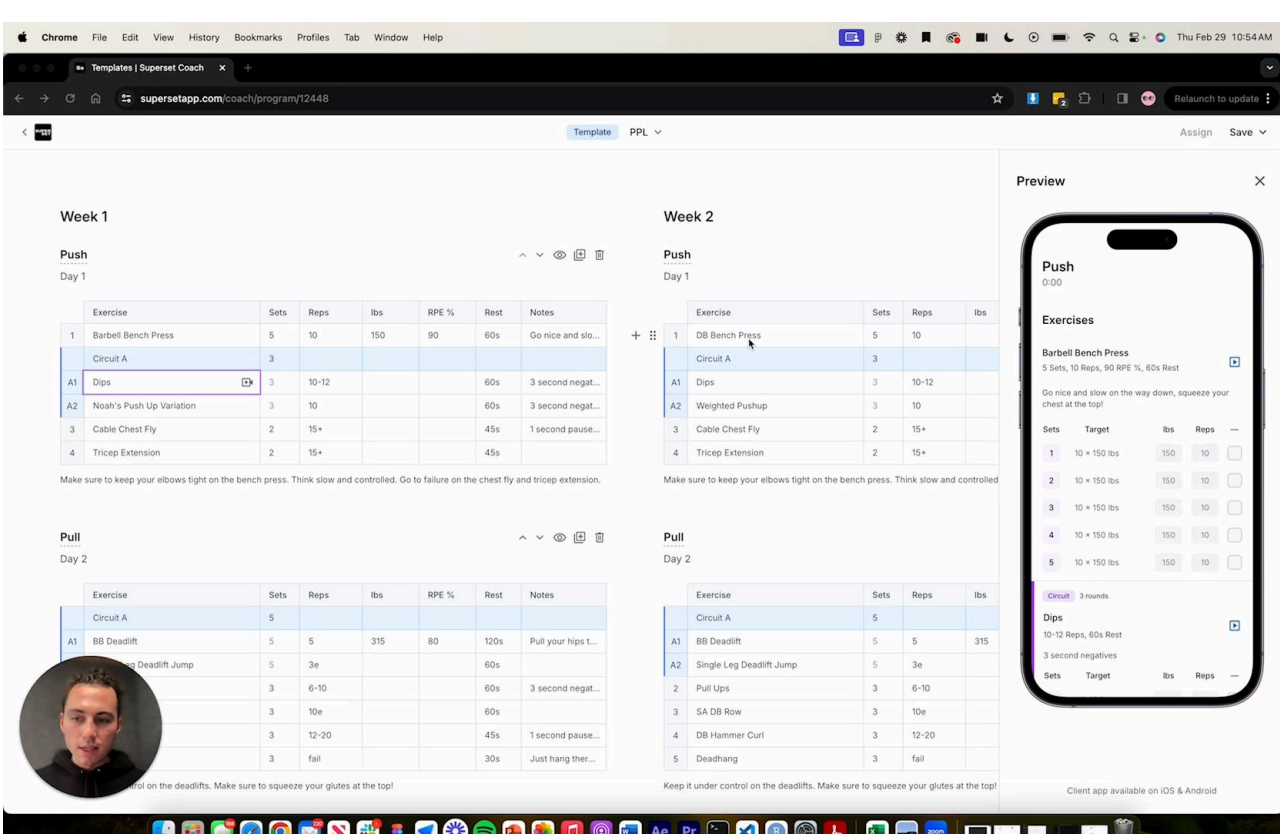 Chrome File Edit View History Bookmarks Profiles Tab Window Help Thu Feb 29 10:54 AM
Templates | Superset Coach
supersetapp.com/coach/program/12448 Relaunch to update
SUPER SET Template PPL Assign Save
Week 1
Push
Day 1
Exercise Sets Reps lbs RPE % Rest Notes
1 Barbell Bench Press 5 10 150 90 60s Go nice and slo...
Circuit A 3
A1 Dips 3 10-12 60s 3 second negat...
A2 Noah's Push Up Variation 3 10 60s 3 second negat...
3 Cable Chest Fly 2 15+ 45s 1 second pause...
4 Tricep Extension 2 15+ 45s
Make sure to keep your elbows tight on the bench press. Think slow and controlled. Go to failure on the chest fly and tricep extension.
Pull
Day 2
Exercise Sets Reps lbs RPE % Rest Notes
Circuit A 5
A1 BB Deadlift 5 5 315 80 120s Pull your hips t...
Deadlift Jump 5 3e 60s
3 6-10 60s 3 second negat...
3 10e 60s
3 12-20 45s 1 second pause...
3 fail 30s Just hang ther...
on the deadlifts. Make sure to squeeze your glutes at the top!
Week 2
Push
Day 1
Exercise Sets Reps lbs
1 DB Bench Press 5 10
Circuit A 3
A1 Dips 3 10-12
A2 Weighted Pushup 3 10
3 Cable Chest Fly 2 15+
4 Tricep Extension 2 15+
Make sure to keep your elbows tight on the bench press. Think slow and controlled
Pull
Day 2
Exercise Sets Reps lbs
Circuit A 5
A1 BB Deadlift 5 5 315
A2 Single Leg Deadlift Jump 5 3e
2 Pull Ups 3 6-10
3 SA DB Row 3 10e
4 DB Hammer Curl 3 12-20
5 Deadhang 3 fail
Keep it under control on the deadlifts. Make sure to squeeze your glutes at the top!
Preview
Push
0:00
Exercises
Barbell Bench Press
5 Sets, 10 Reps, 90 RPE %, 60s Rest
Go nice and slow on the way down, squeeze your
chest at the top!
Sets Target lbs Reps —
1 10 × 150 lbs 150 10
2 10 × 150 lbs 150 10
3 10 × 150 lbs 150 10
4 10 × 150 lbs 150 10
5 10 × 150 lbs 150 10
Circuit 3 rounds
Dips
10-12 Reps, 60s Rest
3 second negatives
Sets Target lbs Reps —
Client app available on iOS & Android
Ae Pr zoom